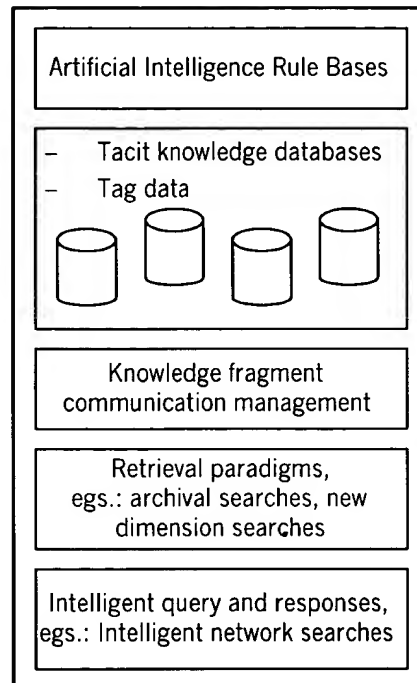 Artificial Intelligence Rule Bases
– Tacit knowledge databases
– Tag data
Knowledge fragment
communication management
Retrieval paradigms,
egs.: archival searches, new
dimension searches
Intelligent query and responses,
egs.: Intelligent network searches